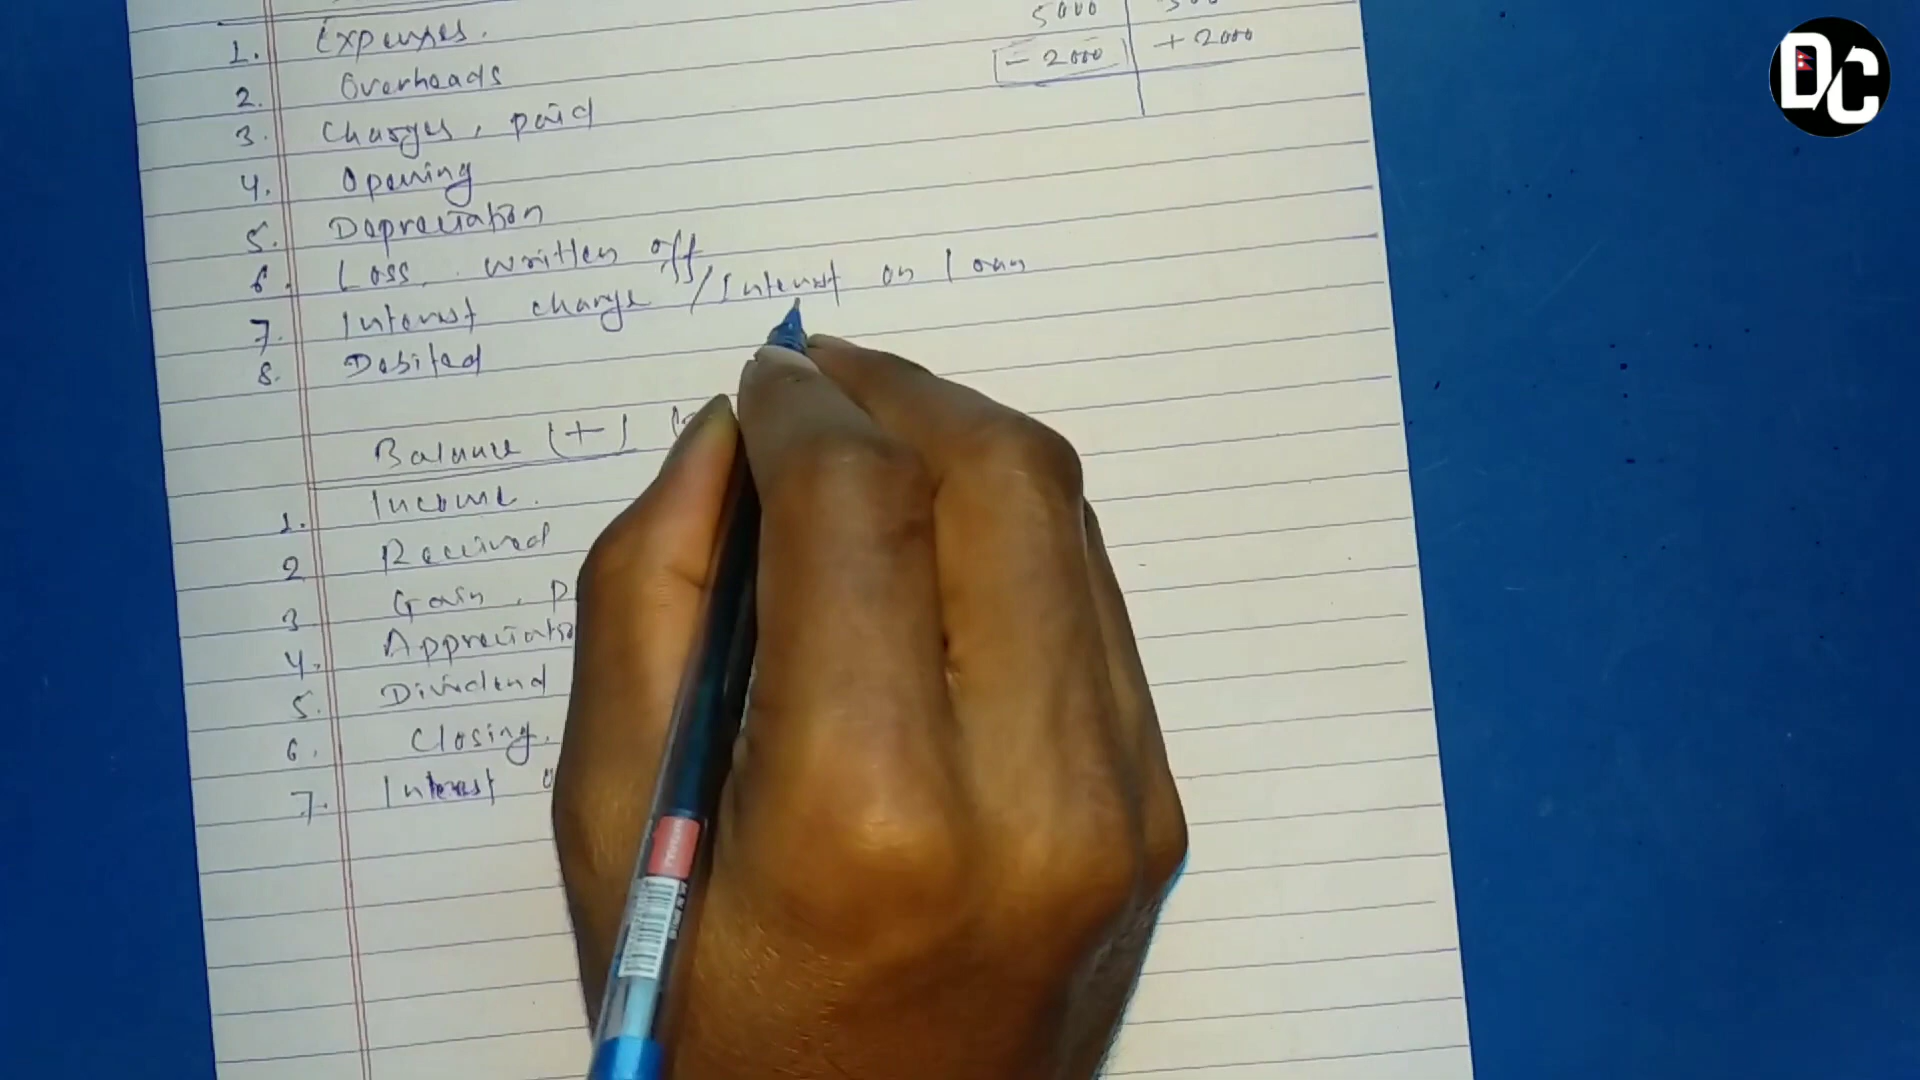 5000
1. Expenses.
- 2000 + 2000
2. Overheads
3. Charges, paid
4. Opening
5. Depreciation
6. Loss. written off
7. Interest charge / Interest on loan
8. Debited
Balance (+)
1. Income.
2 Received
3 Gain,
4. Appreciatio
5. Dividend
6. Closing.
7. Interest
DC